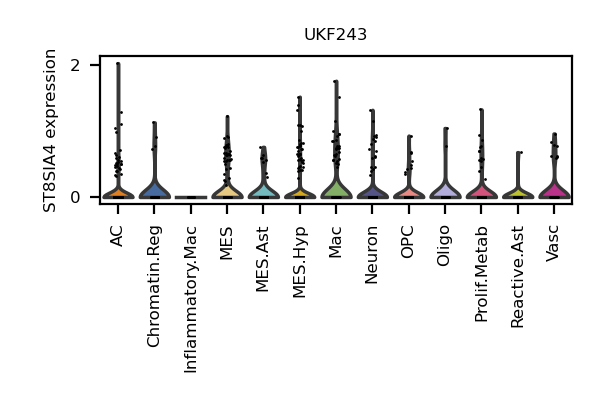 UKF243
ST8SIA4 expression
2
0
AC
Chromatin.Reg
Inflammatory.Mac
MES
MES.Ast
MES.Hyp
Mac
Neuron
OPC
Oligo
Prolif.Metab
Reactive.Ast
Vasc